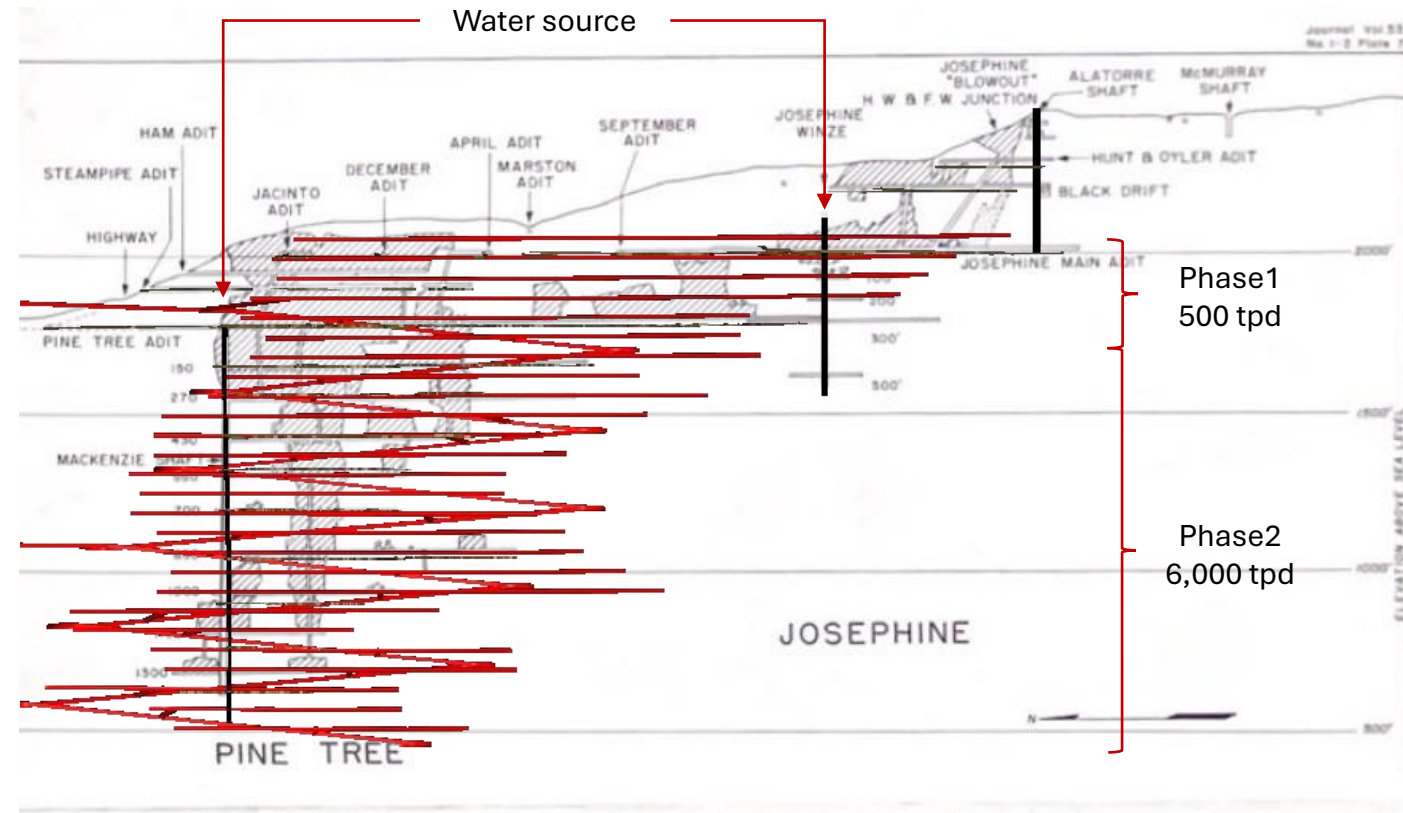 Water source
Journal Vol 53
No 1-2 Plate 7
JOSEPHINE
"BLOWOUT"
H. W. & F. W. JUNCTION
ALATORRE
SHAFT
McMURRAY
SHAFT
JOSEPHINE
WINZE
SEPTEMBER
ADIT
APRIL ADIT
MARSTON
ADIT
DECEMBER
ADIT
JACINTO
ADIT
HAM ADIT
STEAMPIPE ADIT
HIGHWAY
HUNT & OYLER ADIT
BLACK DRIFT
JOSEPHINE MAIN ADIT
2000'
100
200
300'
500'
Phase1
500 tpd
PINE TREE ADIT
150
270
1500'
430
MACKENZIE SHAFT
700
Phase2
6,000 tpd
1000'
ELEVATION ABOVE SEA LEVEL
JOSEPHINE
1300
N
500'
PINE TREE